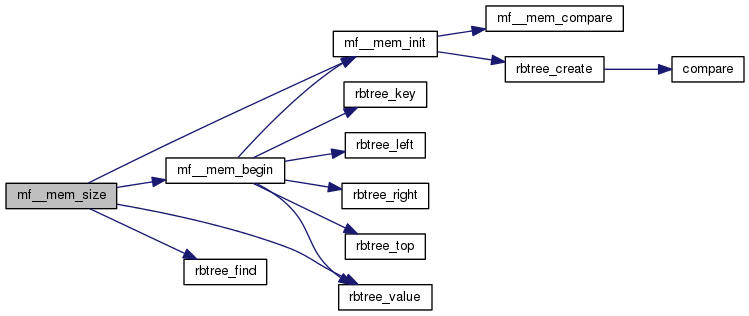 mf__mem_compare
mf__mem_init
rbtree_create
compare
rbtree_key
rbtree_left
mf__mem_begin
rbtree_right
mf__mem_size
rbtree_top
rbtree_find
rbtree_value